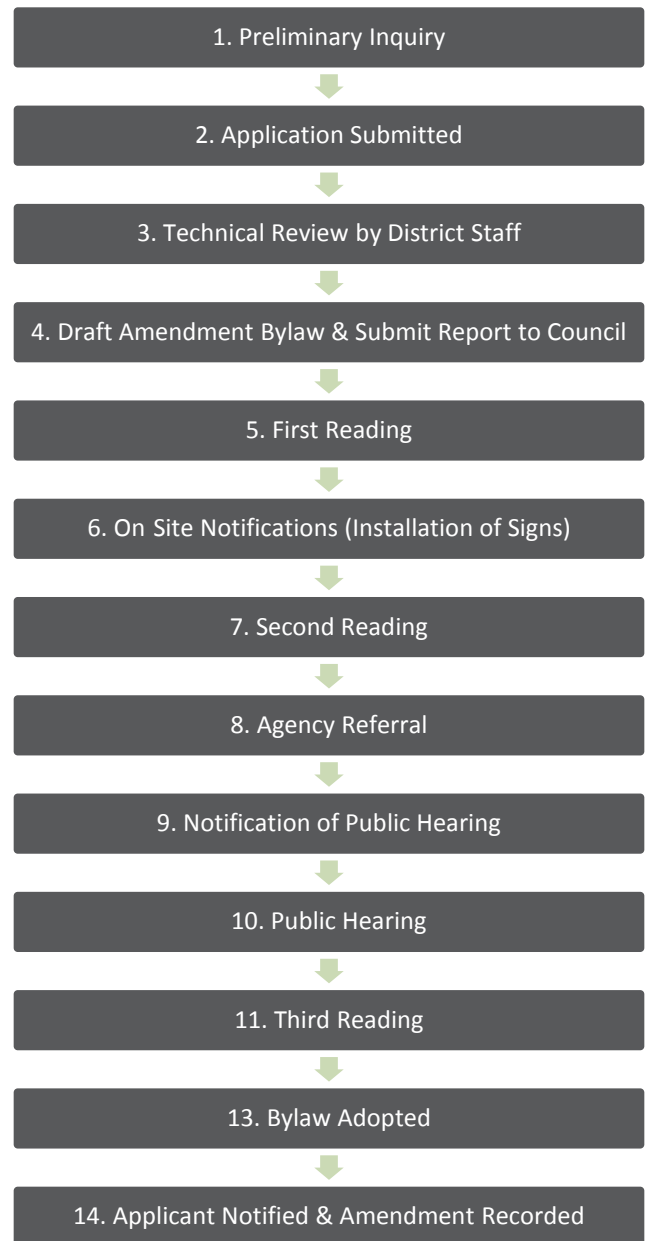 1. Preliminary Inquiry
2. Application Submitted
3. Technical Review by District Staff
4. Draft Amendment Bylaw & Submit Report to Council
5. First Reading
6. On Site Notifications (Installation of Signs)
7. Second Reading
8. Agency Referral
9. Notification of Public Hearing
10. Public Hearing
11. Third Reading
13. Bylaw Adopted
14. Applicant Notified & Amendment Recorded